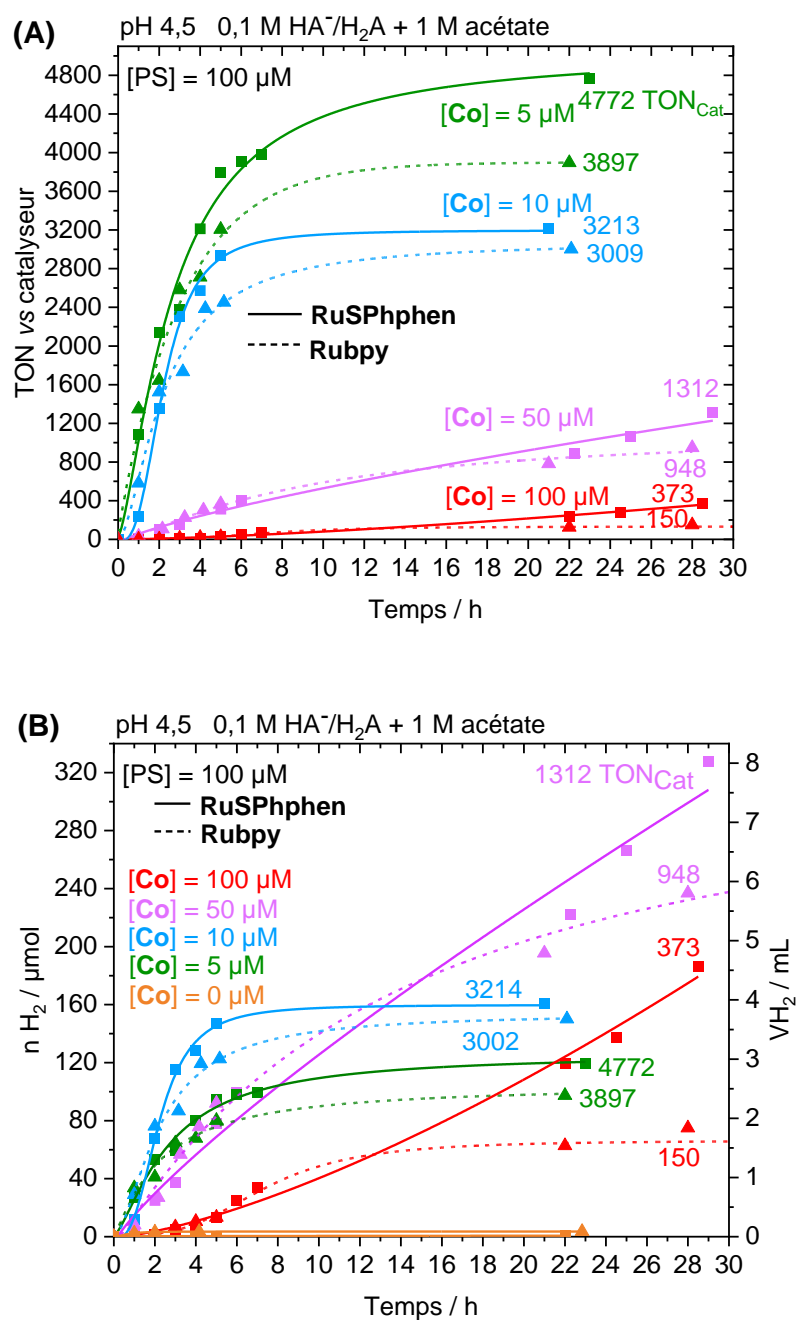 (A)
pH 4,5 0,1 M HA⁻/H₂A + 1 M acétate
[PS] = 100 µM
4800
4400
4000
3600
3200
2800
2400
2000
1600
1200
800
400
0
TON vs catalyseur
[Co] = 5 µM
4772 TON_Cat
3897
[Co] = 10 µM
3213
3009
RuSPhphen
Rubpy
1312
[Co] = 50 µM
948
[Co] = 100 µM
373
150
0 2 4 6 8 10 12 14 16 18 20 22 24 26 28 30
Temps / h
(B)
pH 4,5 0,1 M HA⁻/H₂A + 1 M acétate
[PS] = 100 µM
RuSPhphen
Rubpy
[Co] = 100 µM
[Co] = 50 µM
[Co] = 10 µM
[Co] = 5 µM
[Co] = 0 µM
320
280
240
200
160
120
80
40
0
n H₂ / µmol
1312 TON_Cat
948
373
3214
3002
4772
3897
150
8
7
6
5
4
3
2
1
0
VH₂ / mL
0 2 4 6 8 10 12 14 16 18 20 22 24 26 28 30
Temps / h